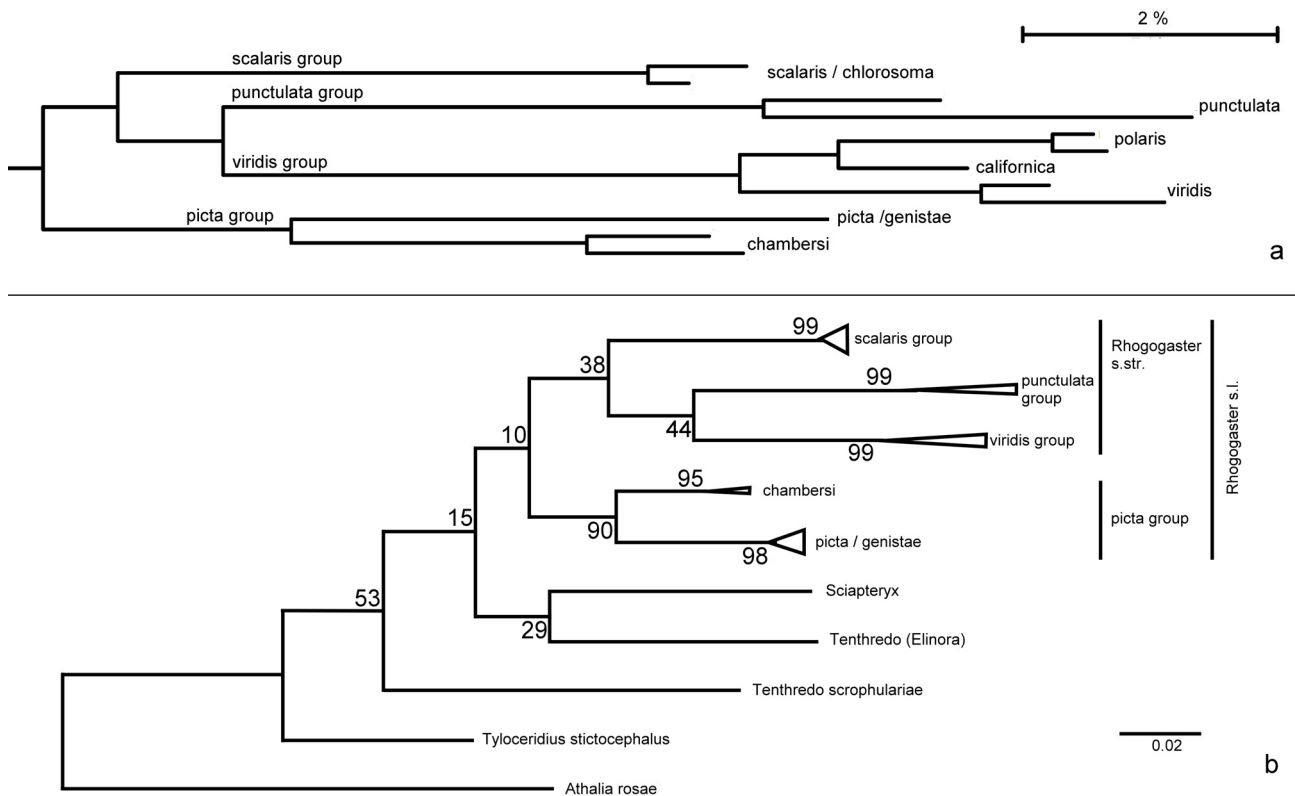 2 %
scalaris group
scalaris / chlorosoma
punctulata group
punctulata
polaris
viridis group
californica
viridis
picta group
picta /genistae
chambersi
a
99
scalaris group
Rhogogaster
s.str.
38
99
punctulata
group
Rhogogaster s.l.
44
10
viridis group
99
95
chambersi
15
90
picta group
picta / genistae
98
53
Sciapteryx
29
Tenthredo (Elinora)
Tenthredo scrophulariae
Tyloceridius stictocephalus
0.02
b
Athalia rosae